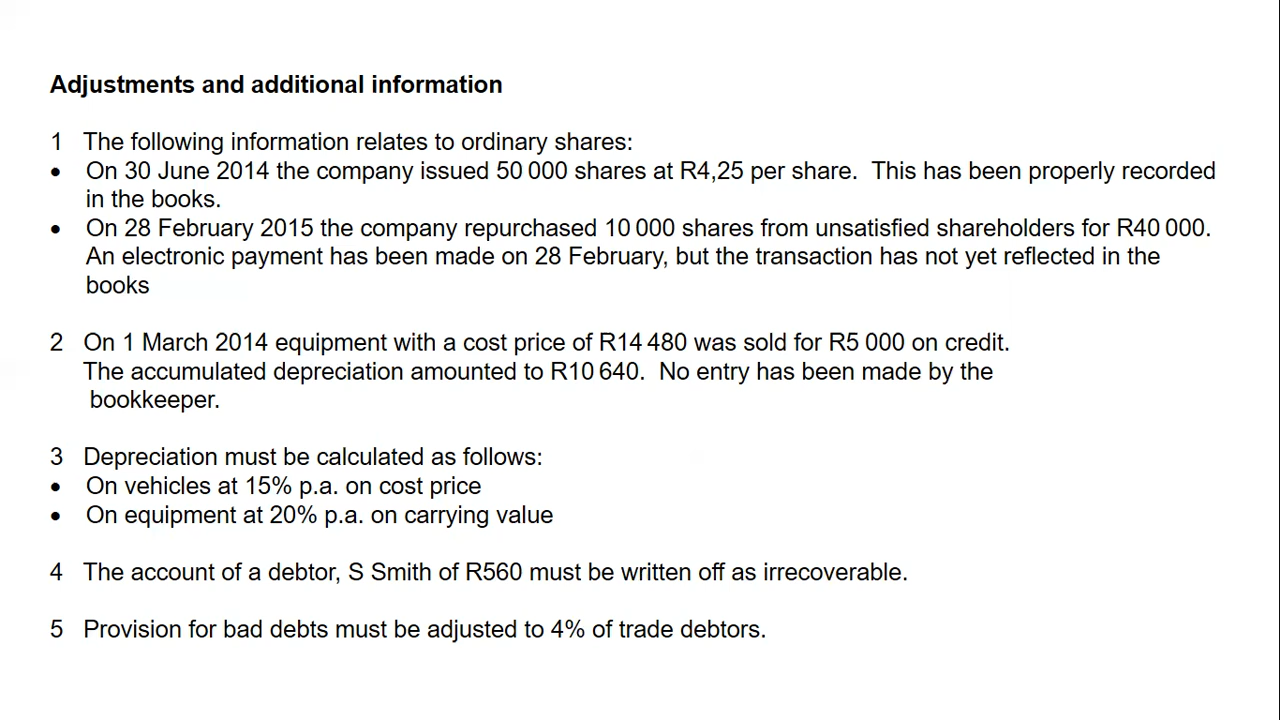 Adjustments and additional information
1 The following information relates to ordinary shares:
• On 30 June 2014 the company issued 50 000 shares at R4,25 per share. This has been properly recorded
in the books.
• On 28 February 2015 the company repurchased 10 000 shares from unsatisfied shareholders for R40 000.
An electronic payment has been made on 28 February, but the transaction has not yet reflected in the
books
2 On 1 March 2014 equipment with a cost price of R14 480 was sold for R5 000 on credit.
The accumulated depreciation amounted to R10 640. No entry has been made by the
bookkeeper.
3 Depreciation must be calculated as follows:
• On vehicles at 15% p.a. on cost price
• On equipment at 20% p.a. on carrying value
4 The account of a debtor, S Smith of R560 must be written off as irrecoverable.
5 Provision for bad debts must be adjusted to 4% of trade debtors.